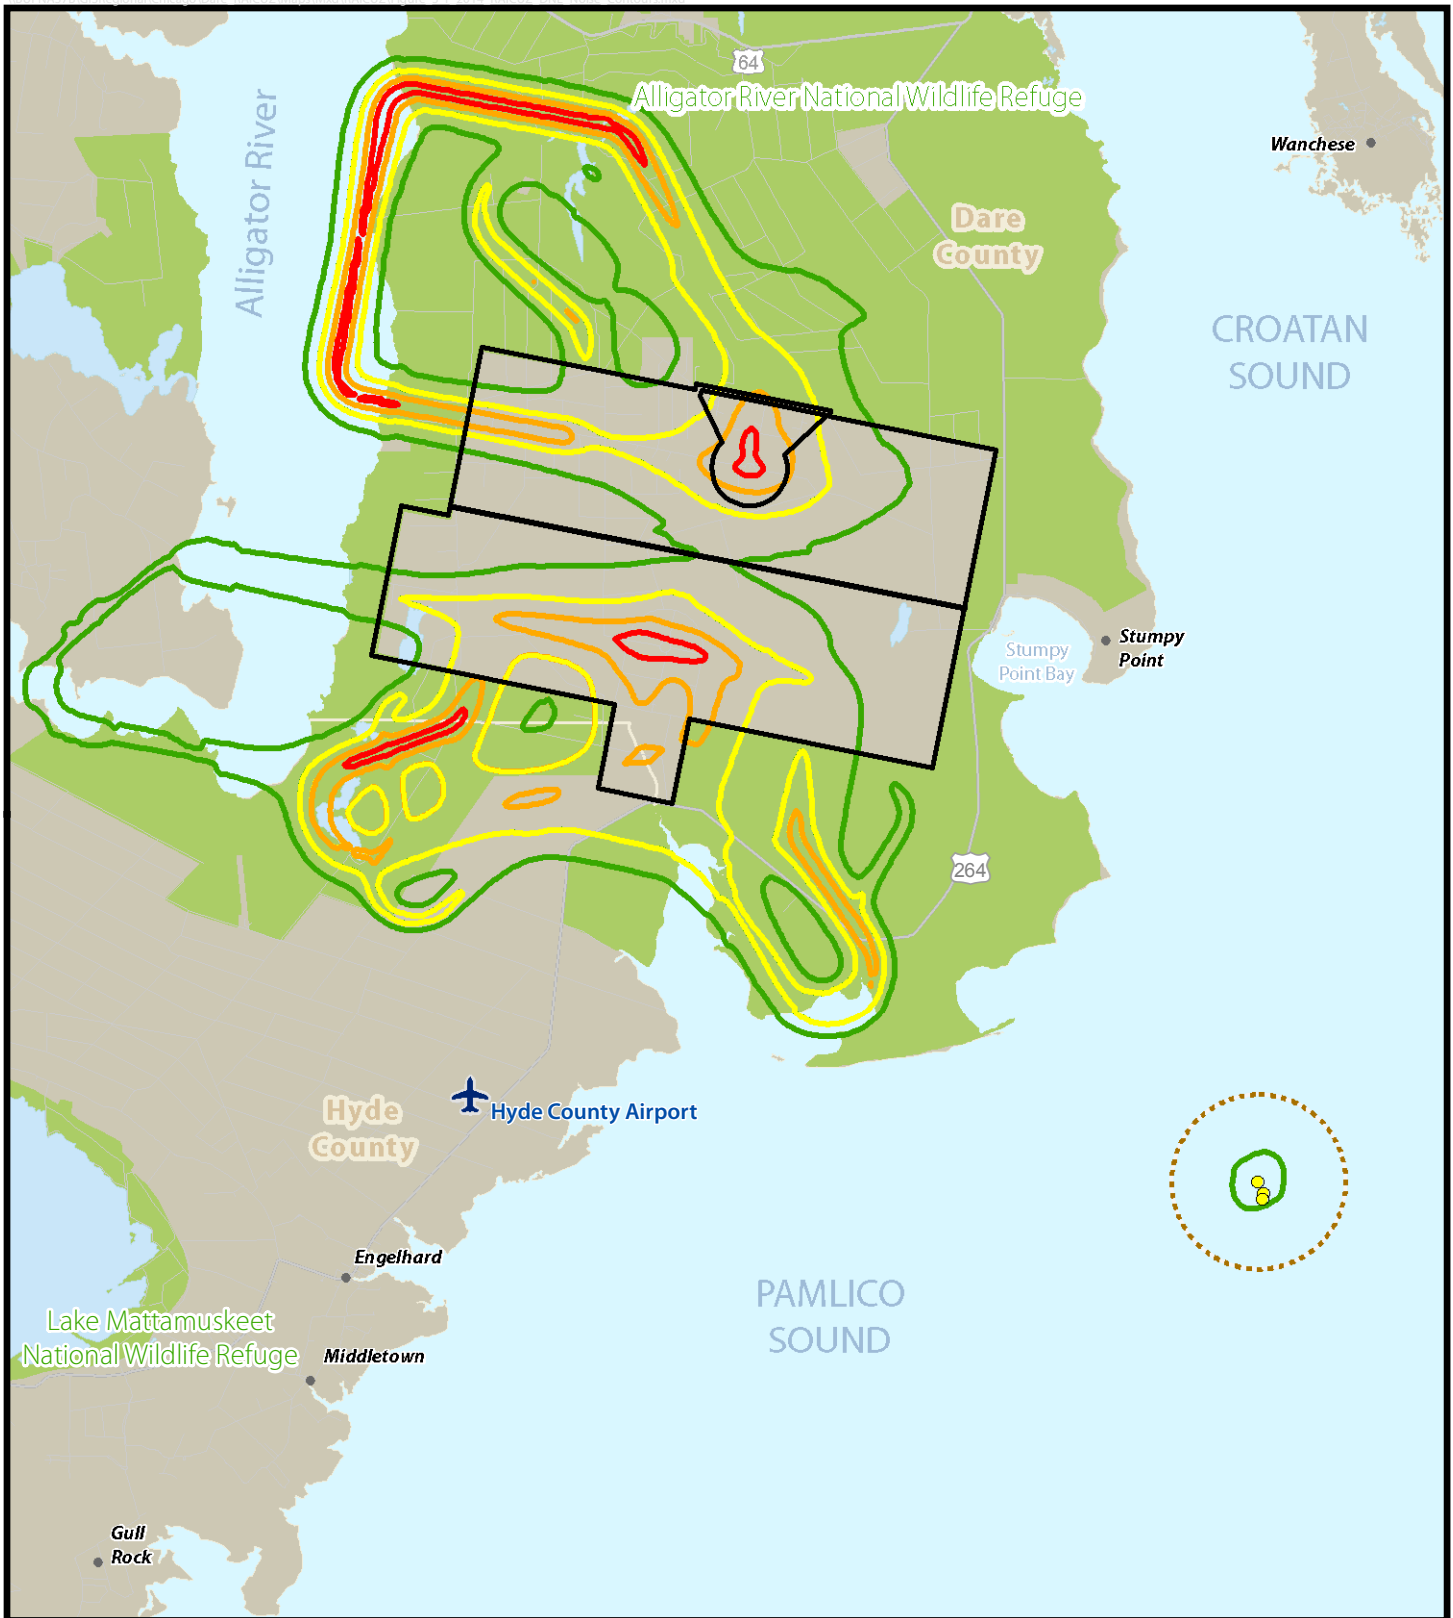 64
Alligator River National Wildlife Refuge
Alligator River
Wanchese
Dare
County
CROATAN
SOUND
Stumpy
Point
Stumpy
Point Bay
264
Hyde
County
Hyde County Airport
Engelhard
PAMLICO
SOUND
Lake Mattamuskeet
National Wildlife Refuge
Middletown
Gull
Rock